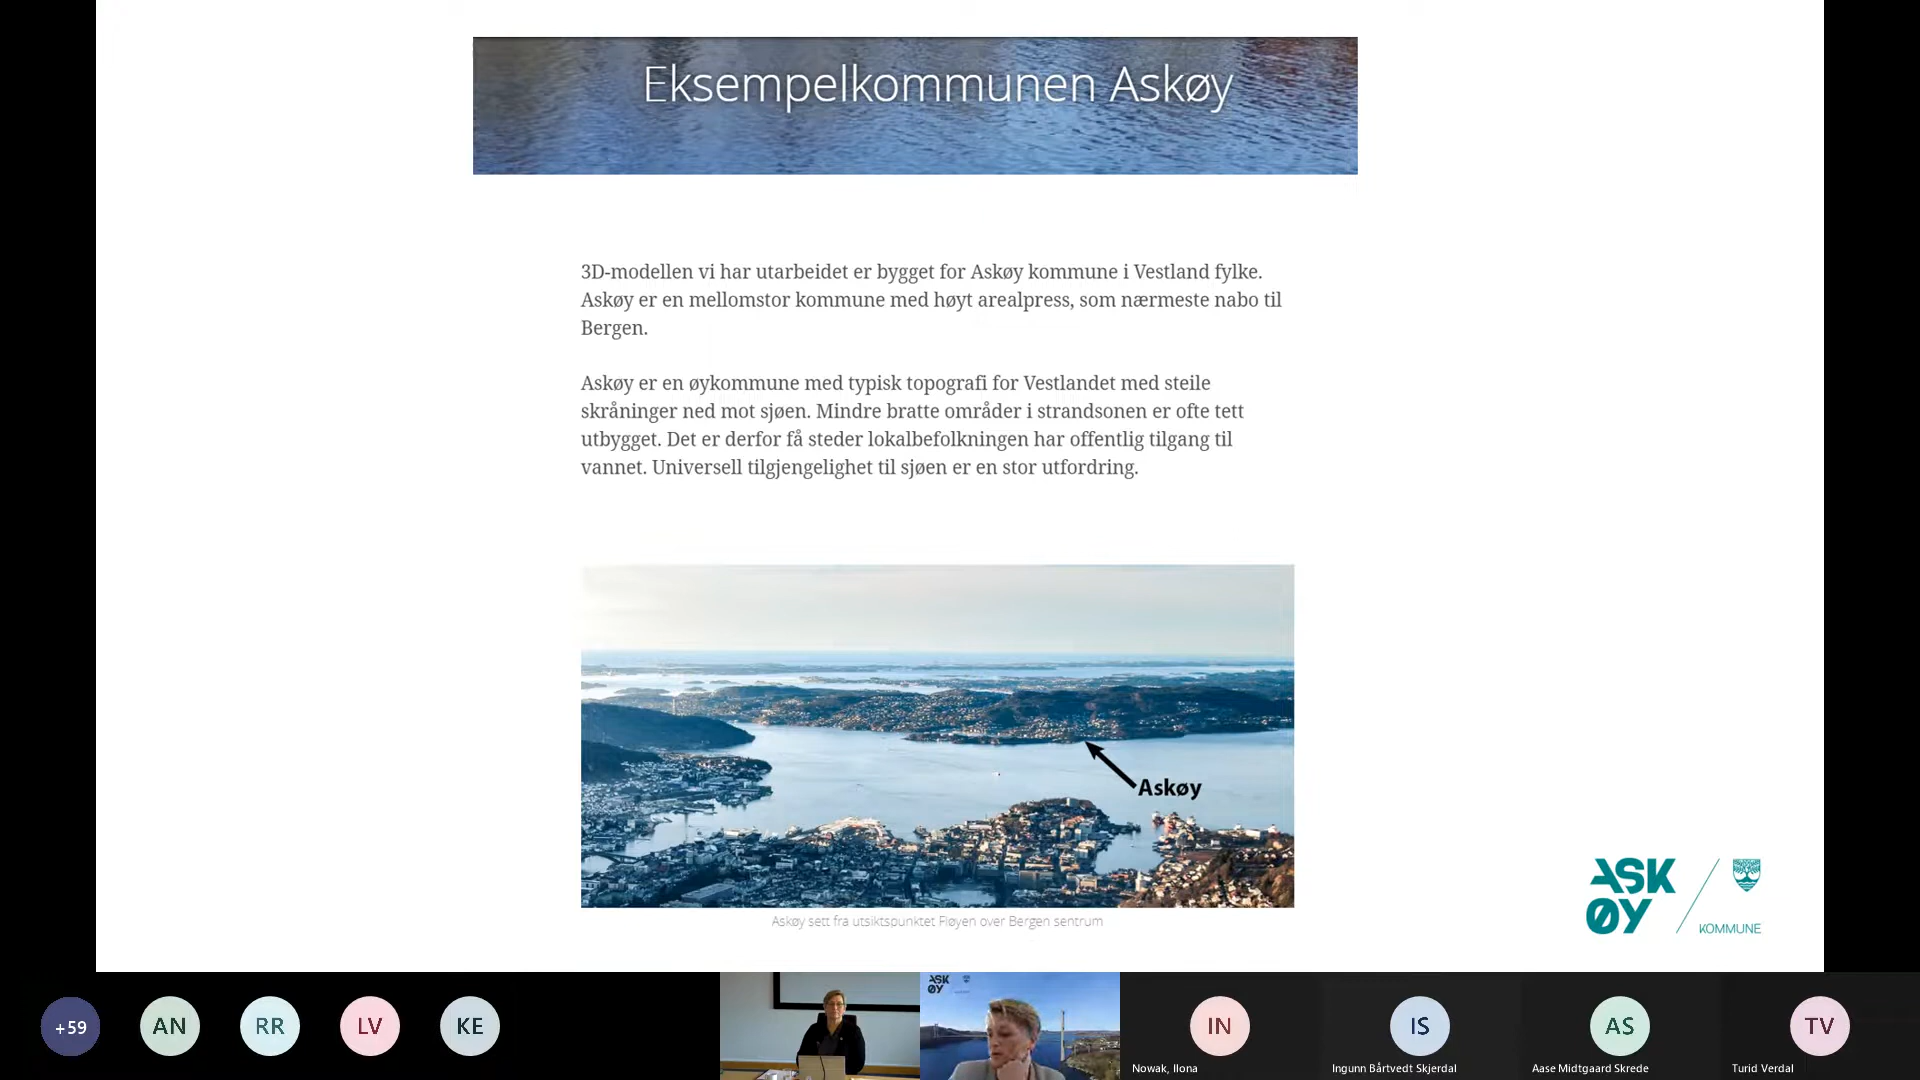 Eksempelkommunen Askøy
3D-modellen vi har utarbeidet er bygget for Askøy kommune i Vestland fylke.
Askøy er en mellomstor kommune med høyt arealpress, som nærmeste nabo til
Bergen.
Askøy er en øykommune med typisk topografi for Vestlandet med steile
skråninger ned mot sjøen. Mindre bratte områder i strandsonen er ofte tett
utbygget. Det er derfor få steder lokalbefolkningen har offentlig tilgang til
vannet. Universell tilgjengelighet til sjøen er en stor utfordring.
Askøy
Askøy sett fra utsiktspunktet Fløyen over Bergen sentrum
ASK
ØY
KOMMUNE
+59
AN
RR
LV
KE
ASK
ØY
IN
IS
AS
TV
Nowak, Ilona
Ingunn Bårtvedt Skjerdal
Aase Midtgaard Skrede
Turid Verdal